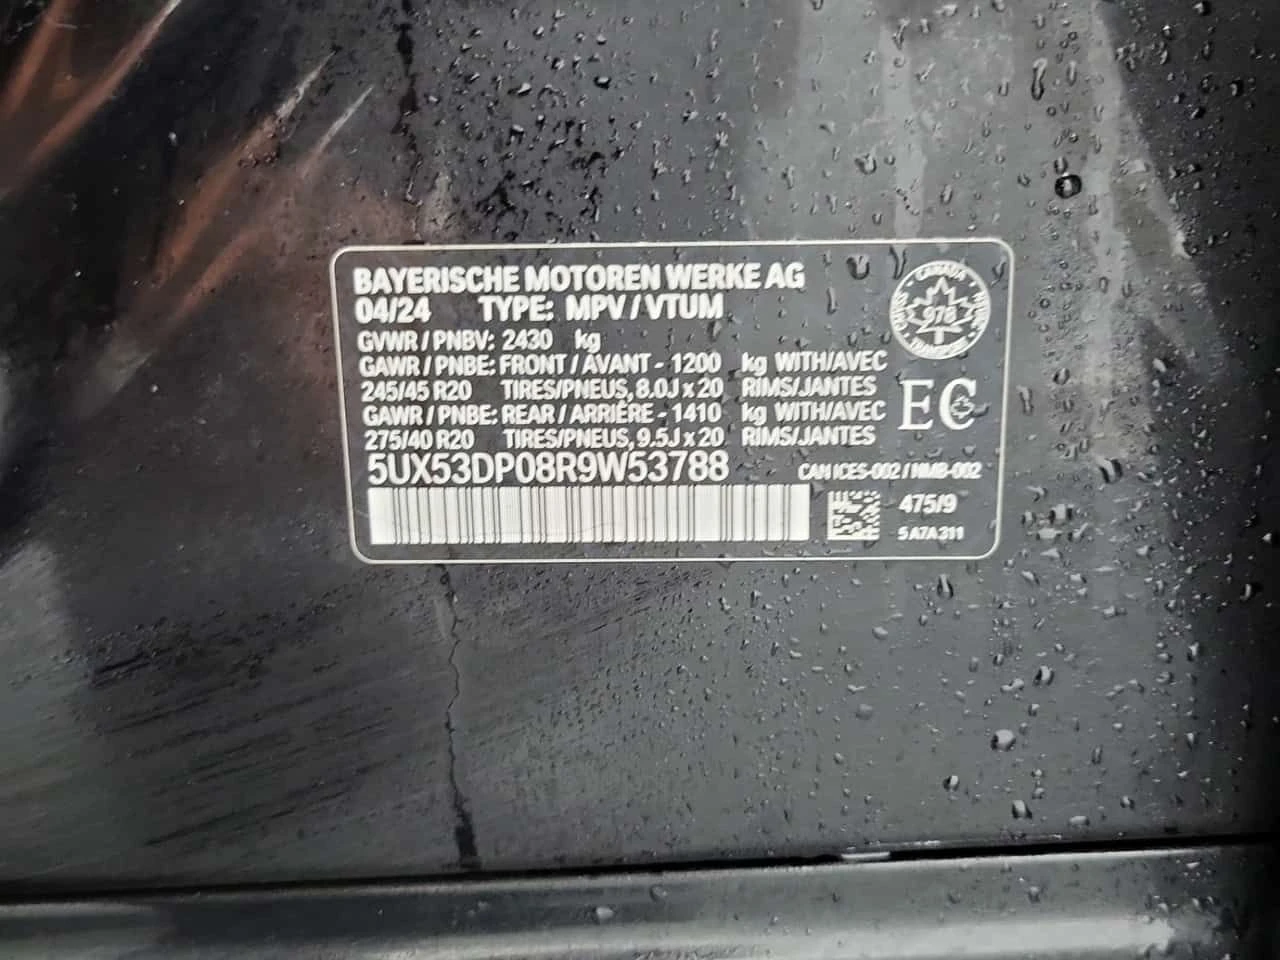 BAYERISCHE MOTOREN WERKE AG
04/24 TYPE: MPV / VTUM
GVWR / PNBV: 2430 kg
GAWR / PNBE: FRONT / AVANT - 1200 kg WITH/AVEC
245/45 R20 TIRES/PNEUS, 8.0J x 20 RIMS/JANTES
GAWR / PNBE: REAR / ARRIÉRE - 1410 kg WITH/AVEC
275/40 R20 TIRES/PNEUS, 9.5J x 20 RIMS/JANTES
5UX53DP08R9W53788
CANADA
978
TRANSPORT
EC
CAN ICES-002 / NMB-002
475/9
5A7A311